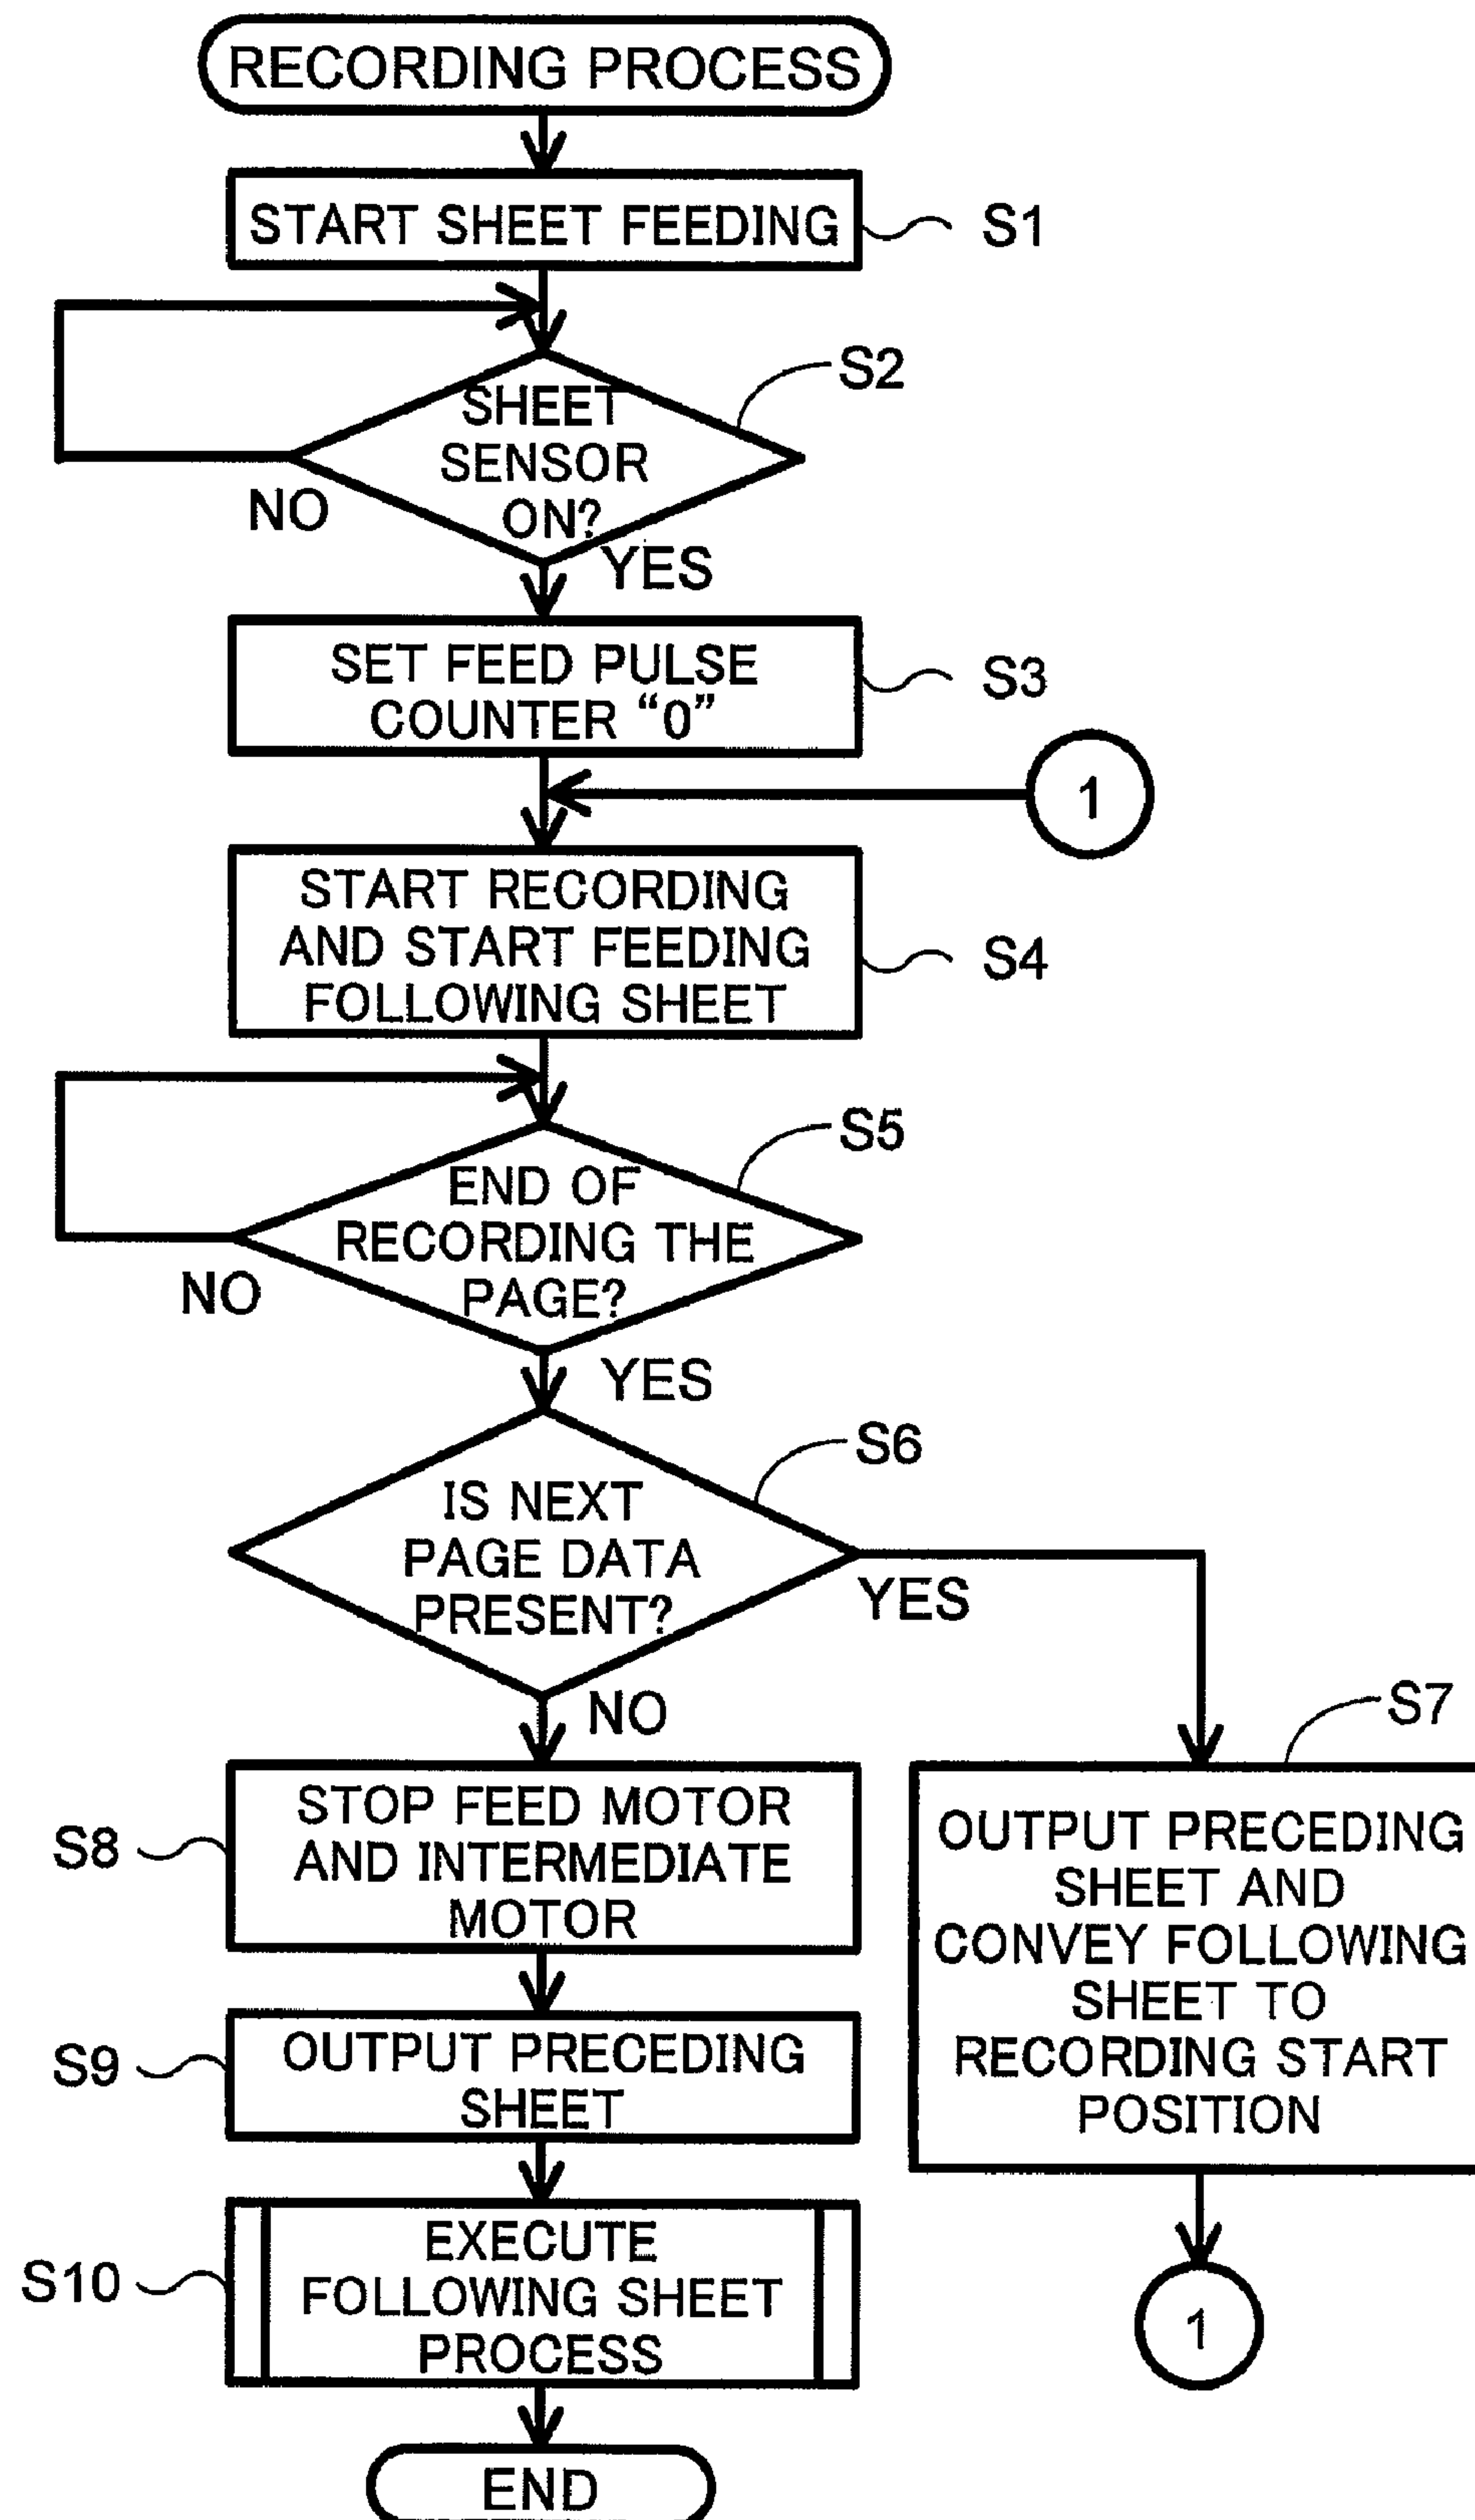 RECORDING PROCESS
START SHEET FEEDING
S1
SHEET
SENSOR
ON?
S2
NO
YES
SET FEED PULSE
COUNTER “0”
S3
1
START RECORDING
AND START FEEDING
FOLLOWING SHEET
S4
END OF
RECORDING THE
PAGE?
S5
NO
YES
IS NEXT
PAGE DATA
PRESENT?
S6
YES
NO
S7
OUTPUT PRECEDING
SHEET AND
CONVEY FOLLOWING
SHEET TO
RECORDING START
POSITION
1
S8
STOP FEED MOTOR
AND INTERMEDIATE
MOTOR
S9
OUTPUT PRECEDING
SHEET
S10
EXECUTE
FOLLOWING SHEET
PROCESS
END